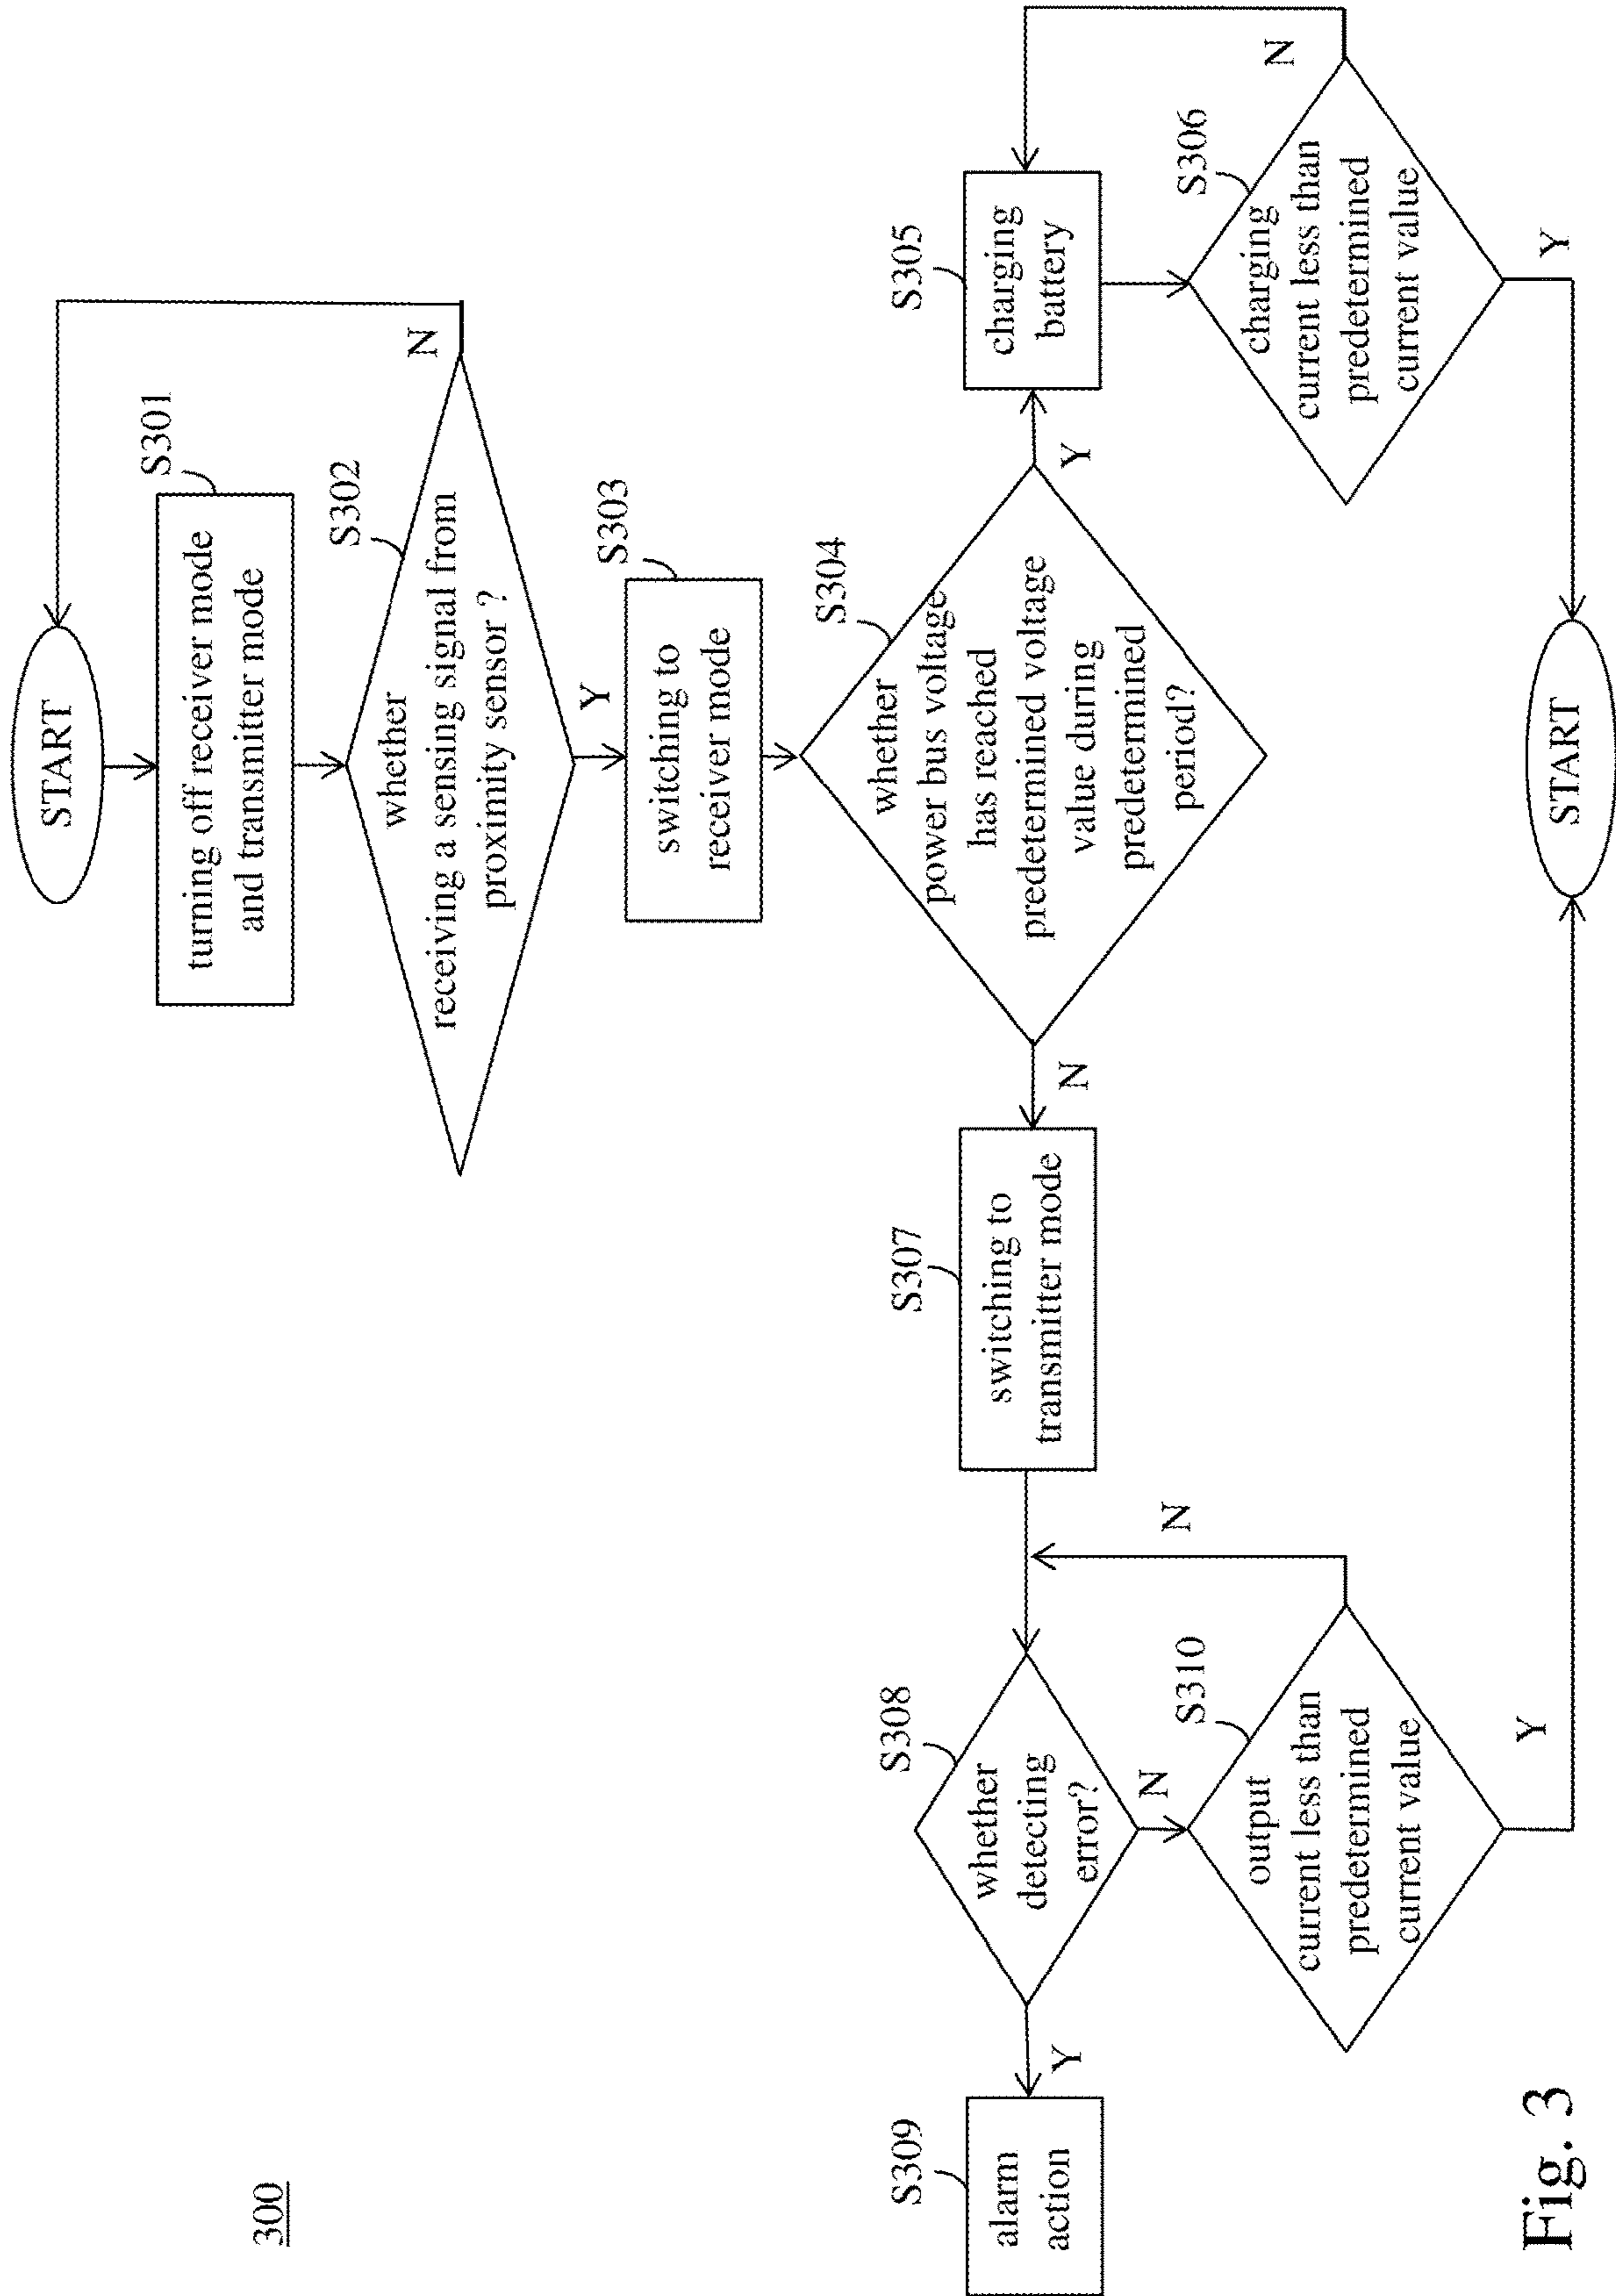 300
START
S301
turning off receiver mode
and transmitter mode
S302
whether
receiving a sensing signal from
proximity sensor ?
N
Y
S303
switching to
receiver mode
S304
whether
power bus voltage
has reached
predetermined voltage
value during
predetermined
period?
Y
N
S305
charging
battery
S306
charging
current less than
predetermined
current value
N
Y
S307
switching to
transmitter mode
S308
whether
detecting
error?
Y
N
S309
alarm
action
S310
output
current less than
predetermined
current value
N
Y
START
Fig. 3